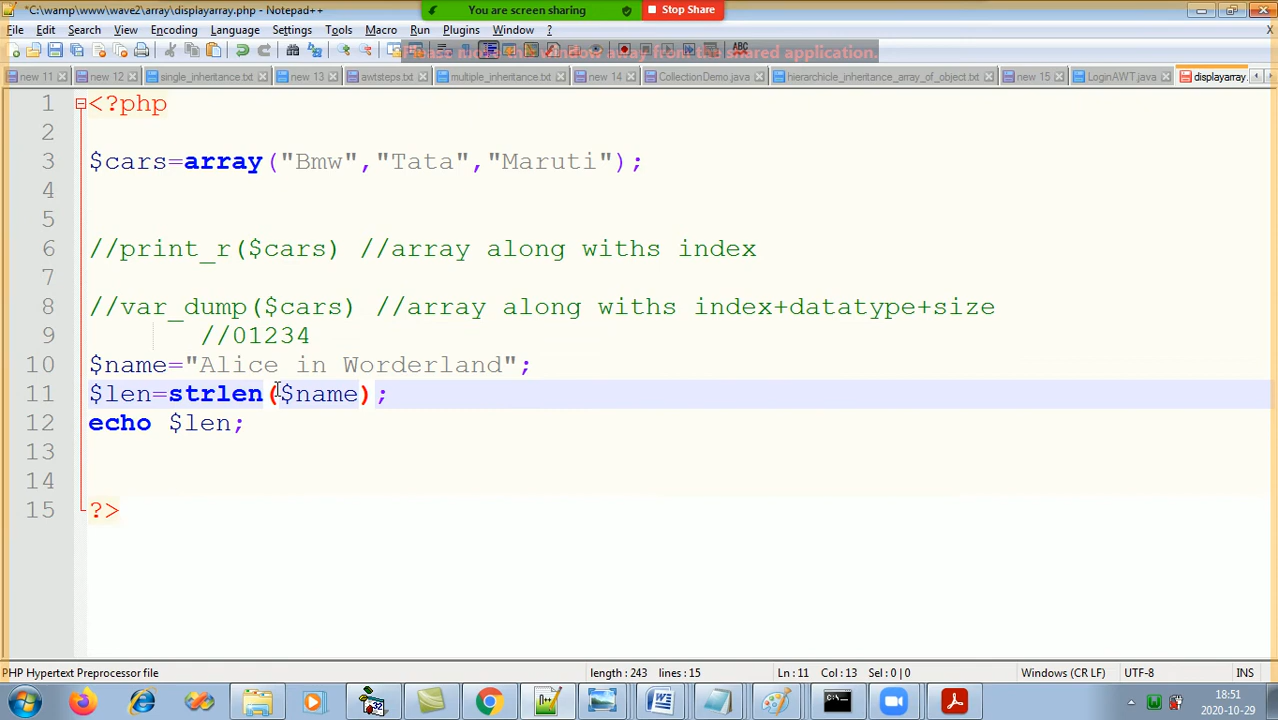 *C:\wamp\www\wave2\array\displayarray.php - Notepad++
You are screen sharing
Stop Share
File Edit Search View Encoding Language Settings Tools Macro Run Plugins Window ? X
window away from the shared application.
new 11 new 12 single_inheritance.txt new 13 awtsteps.txt multiple_inheritance.txt new 14 CollectionDemo.java hierarchicle_inheritance_array_of_object.txt new 15 LoginAWT.java displayarray.
1 <?php
2
3 $cars=array("Bmw","Tata","Maruti");
4
5
6 //print_r($cars) //array along withs index
7
8 //var_dump($cars) //array along withs index+datatype+size
9 //01234
10 $name="Alice in Worderland";
11 $len=strlen($name);
12 echo $len;
13
14
15 ?>
PHP Hypertext Preprocessor file length : 243 lines : 15 Ln : 11 Col : 13 Sel : 0 | 0 Windows (CR LF) UTF-8 INS
18:51
2020-10-29